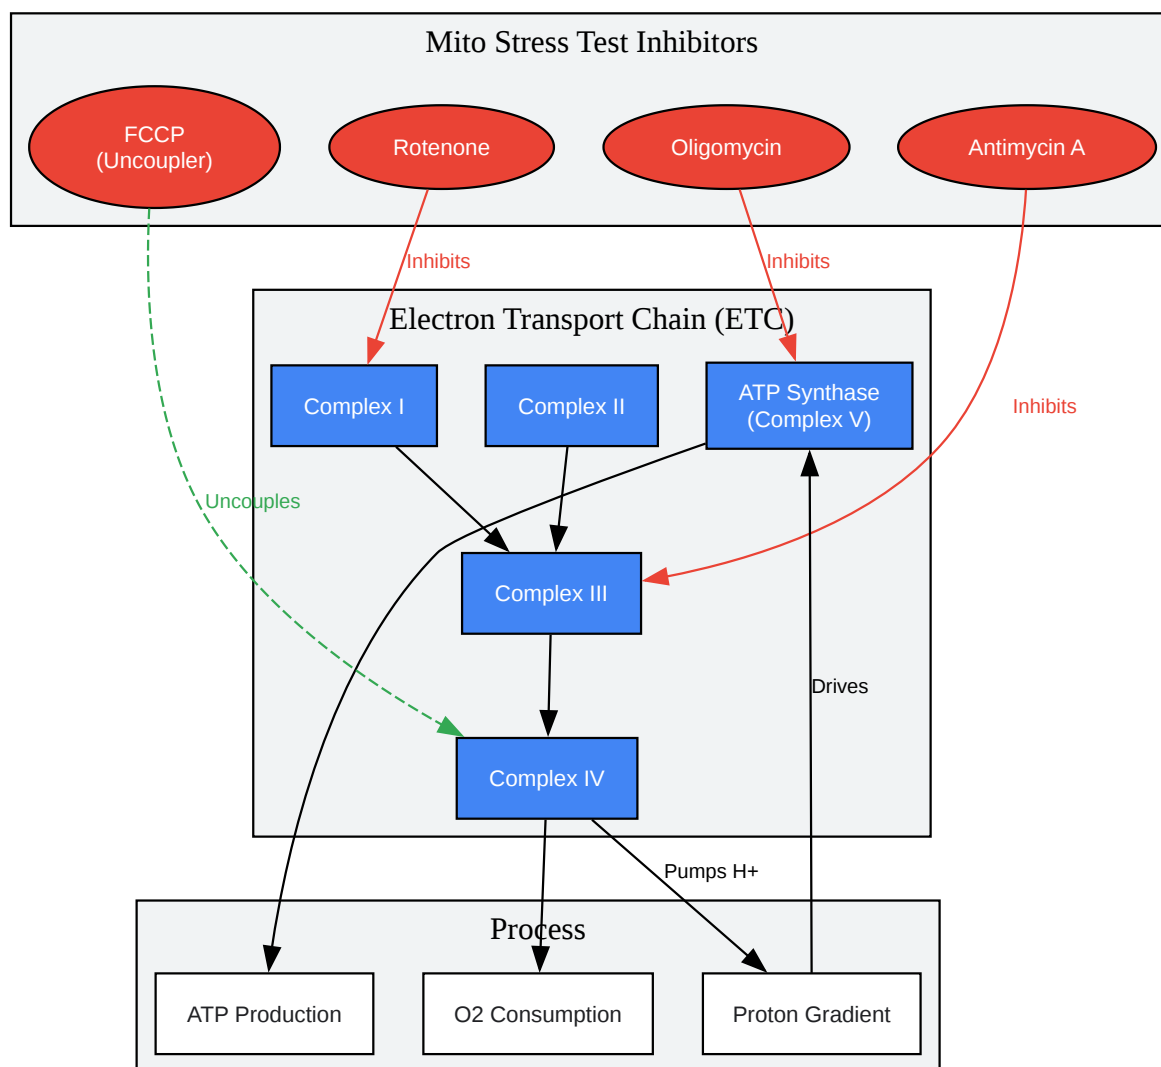 Mito Stress Test Inhibitors
FCCP
(Uncoupler)
Rotenone
Oligomycin
Antimycin A
Inhibits
Inhibits
Electron Transport Chain (ETC)
Complex I
Complex II
ATP Synthase
(Complex V)
Inhibits
Uncouples
Complex III
Drives
Complex IV
Pumps H+
Process
ATP Production
O2 Consumption
Proton Gradient